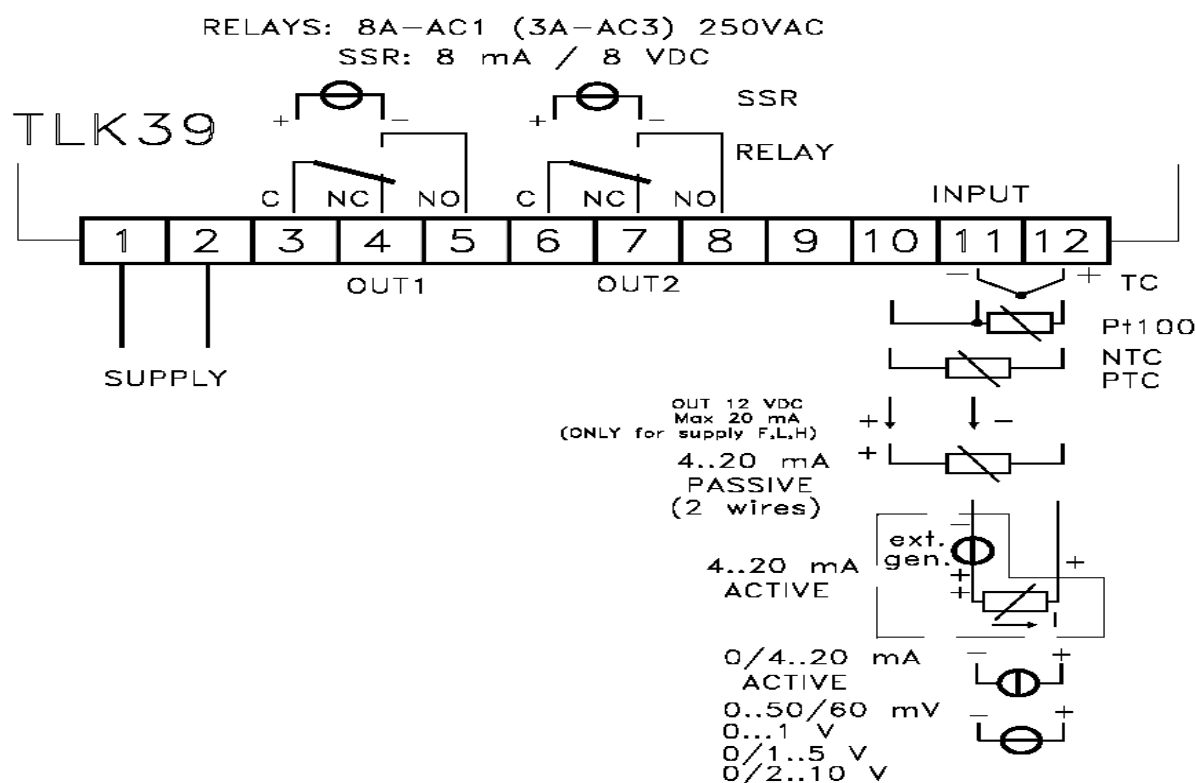 RELAYS: 8A-AC1 (3A-AC3) 250VAC
SSR: 8 mA / 8 VDC
+ - + - SSR
TLK39
RELAY
C NC NO C NC NO INPUT
1 2 3 4 5 6 7 8 9 10 11 12
OUT1 OUT2 - + TC
Pt100
SUPPLY
NTC
PTC
OUT 12 VDC
Max 20 mA + -
(ONLY for supply F,L,H)
4..20 mA +
PASSIVE
(2 wires)
-
ext.
gen.
4..20 mA + +
ACTIVE +
I
0/4..20 mA - +
ACTIVE
0..50/60 mV - +
0...1 V
0/1..5 V
0/2..10 V